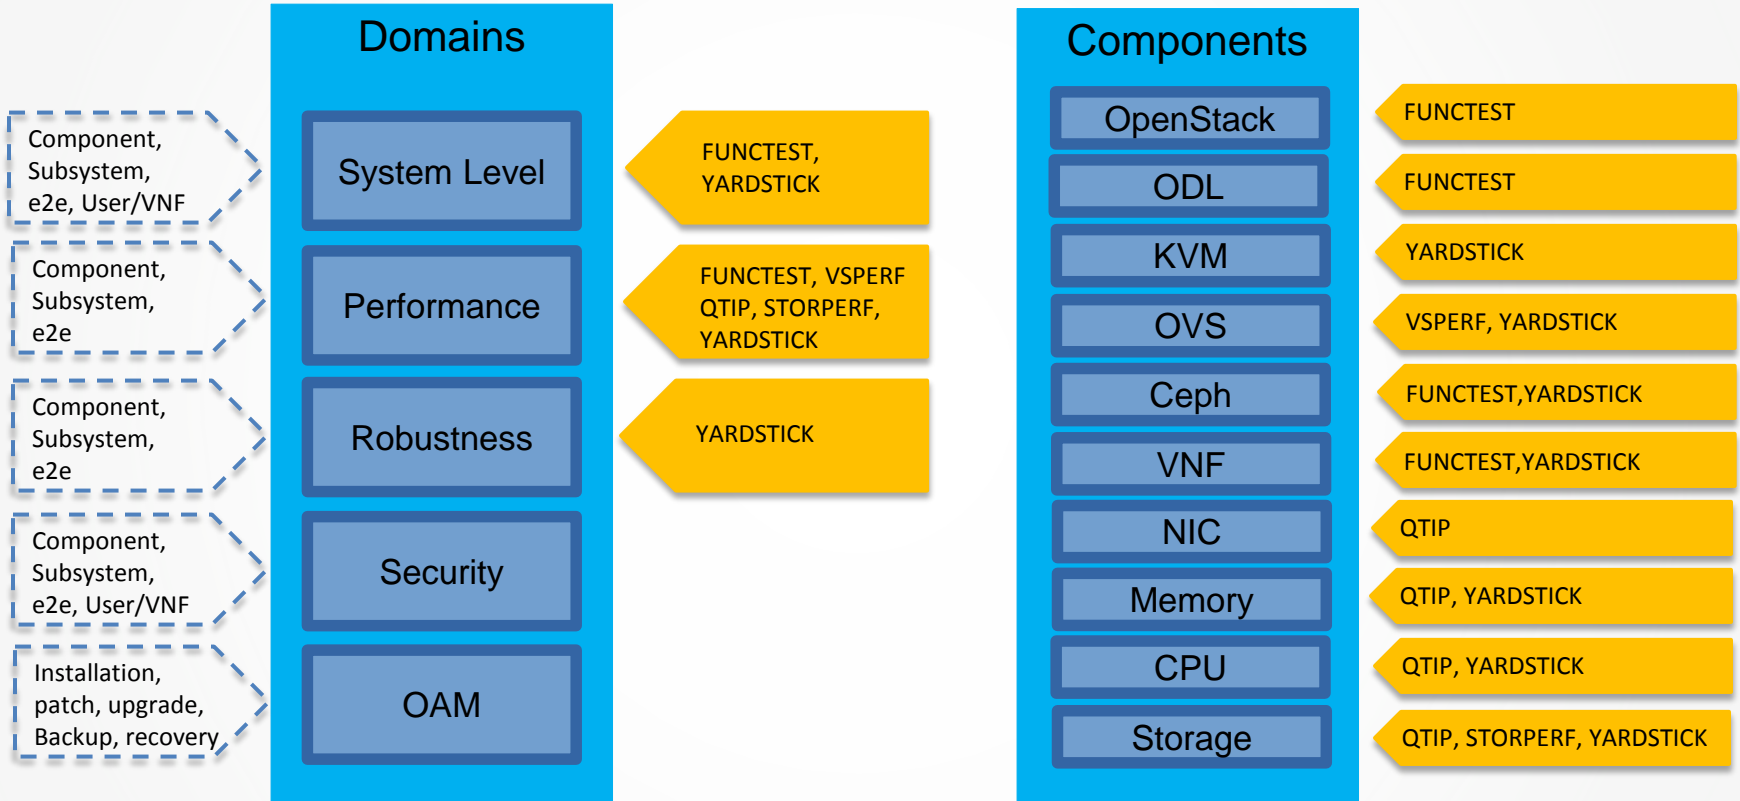 Domains
Component,
Subsystem,
e2e, User/VNF
System Level
FUNCTEST,
YARDSTICK
Component,
Subsystem,
e2e
Performance
FUNCTEST, VSPERF
QTIP, STORPERF,
YARDSTICK
Component,
Subsystem,
e2e
Robustness
YARDSTICK
Component,
Subsystem,
e2e, User/VNF
Security
Installation,
patch, upgrade,
Backup, recovery
OAM
Components
OpenStack
FUNCTEST
ODL
FUNCTEST
KVM
YARDSTICK
OVS
VSPERF, YARDSTICK
Ceph
FUNCTEST,YARDSTICK
VNF
FUNCTEST,YARDSTICK
NIC
QTIP
Memory
QTIP, YARDSTICK
CPU
QTIP, YARDSTICK
Storage
QTIP, STORPERF, YARDSTICK